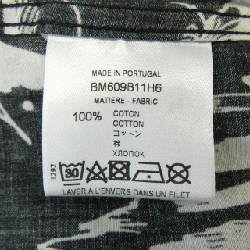 MADE IN PORTUGAL
BM609B11H6
MATIERE - FABRIC
100% COTON
COTTON
コットン
棉
ХЛОПОК
30
LAVER A L'ENVERS DANS UN FILET